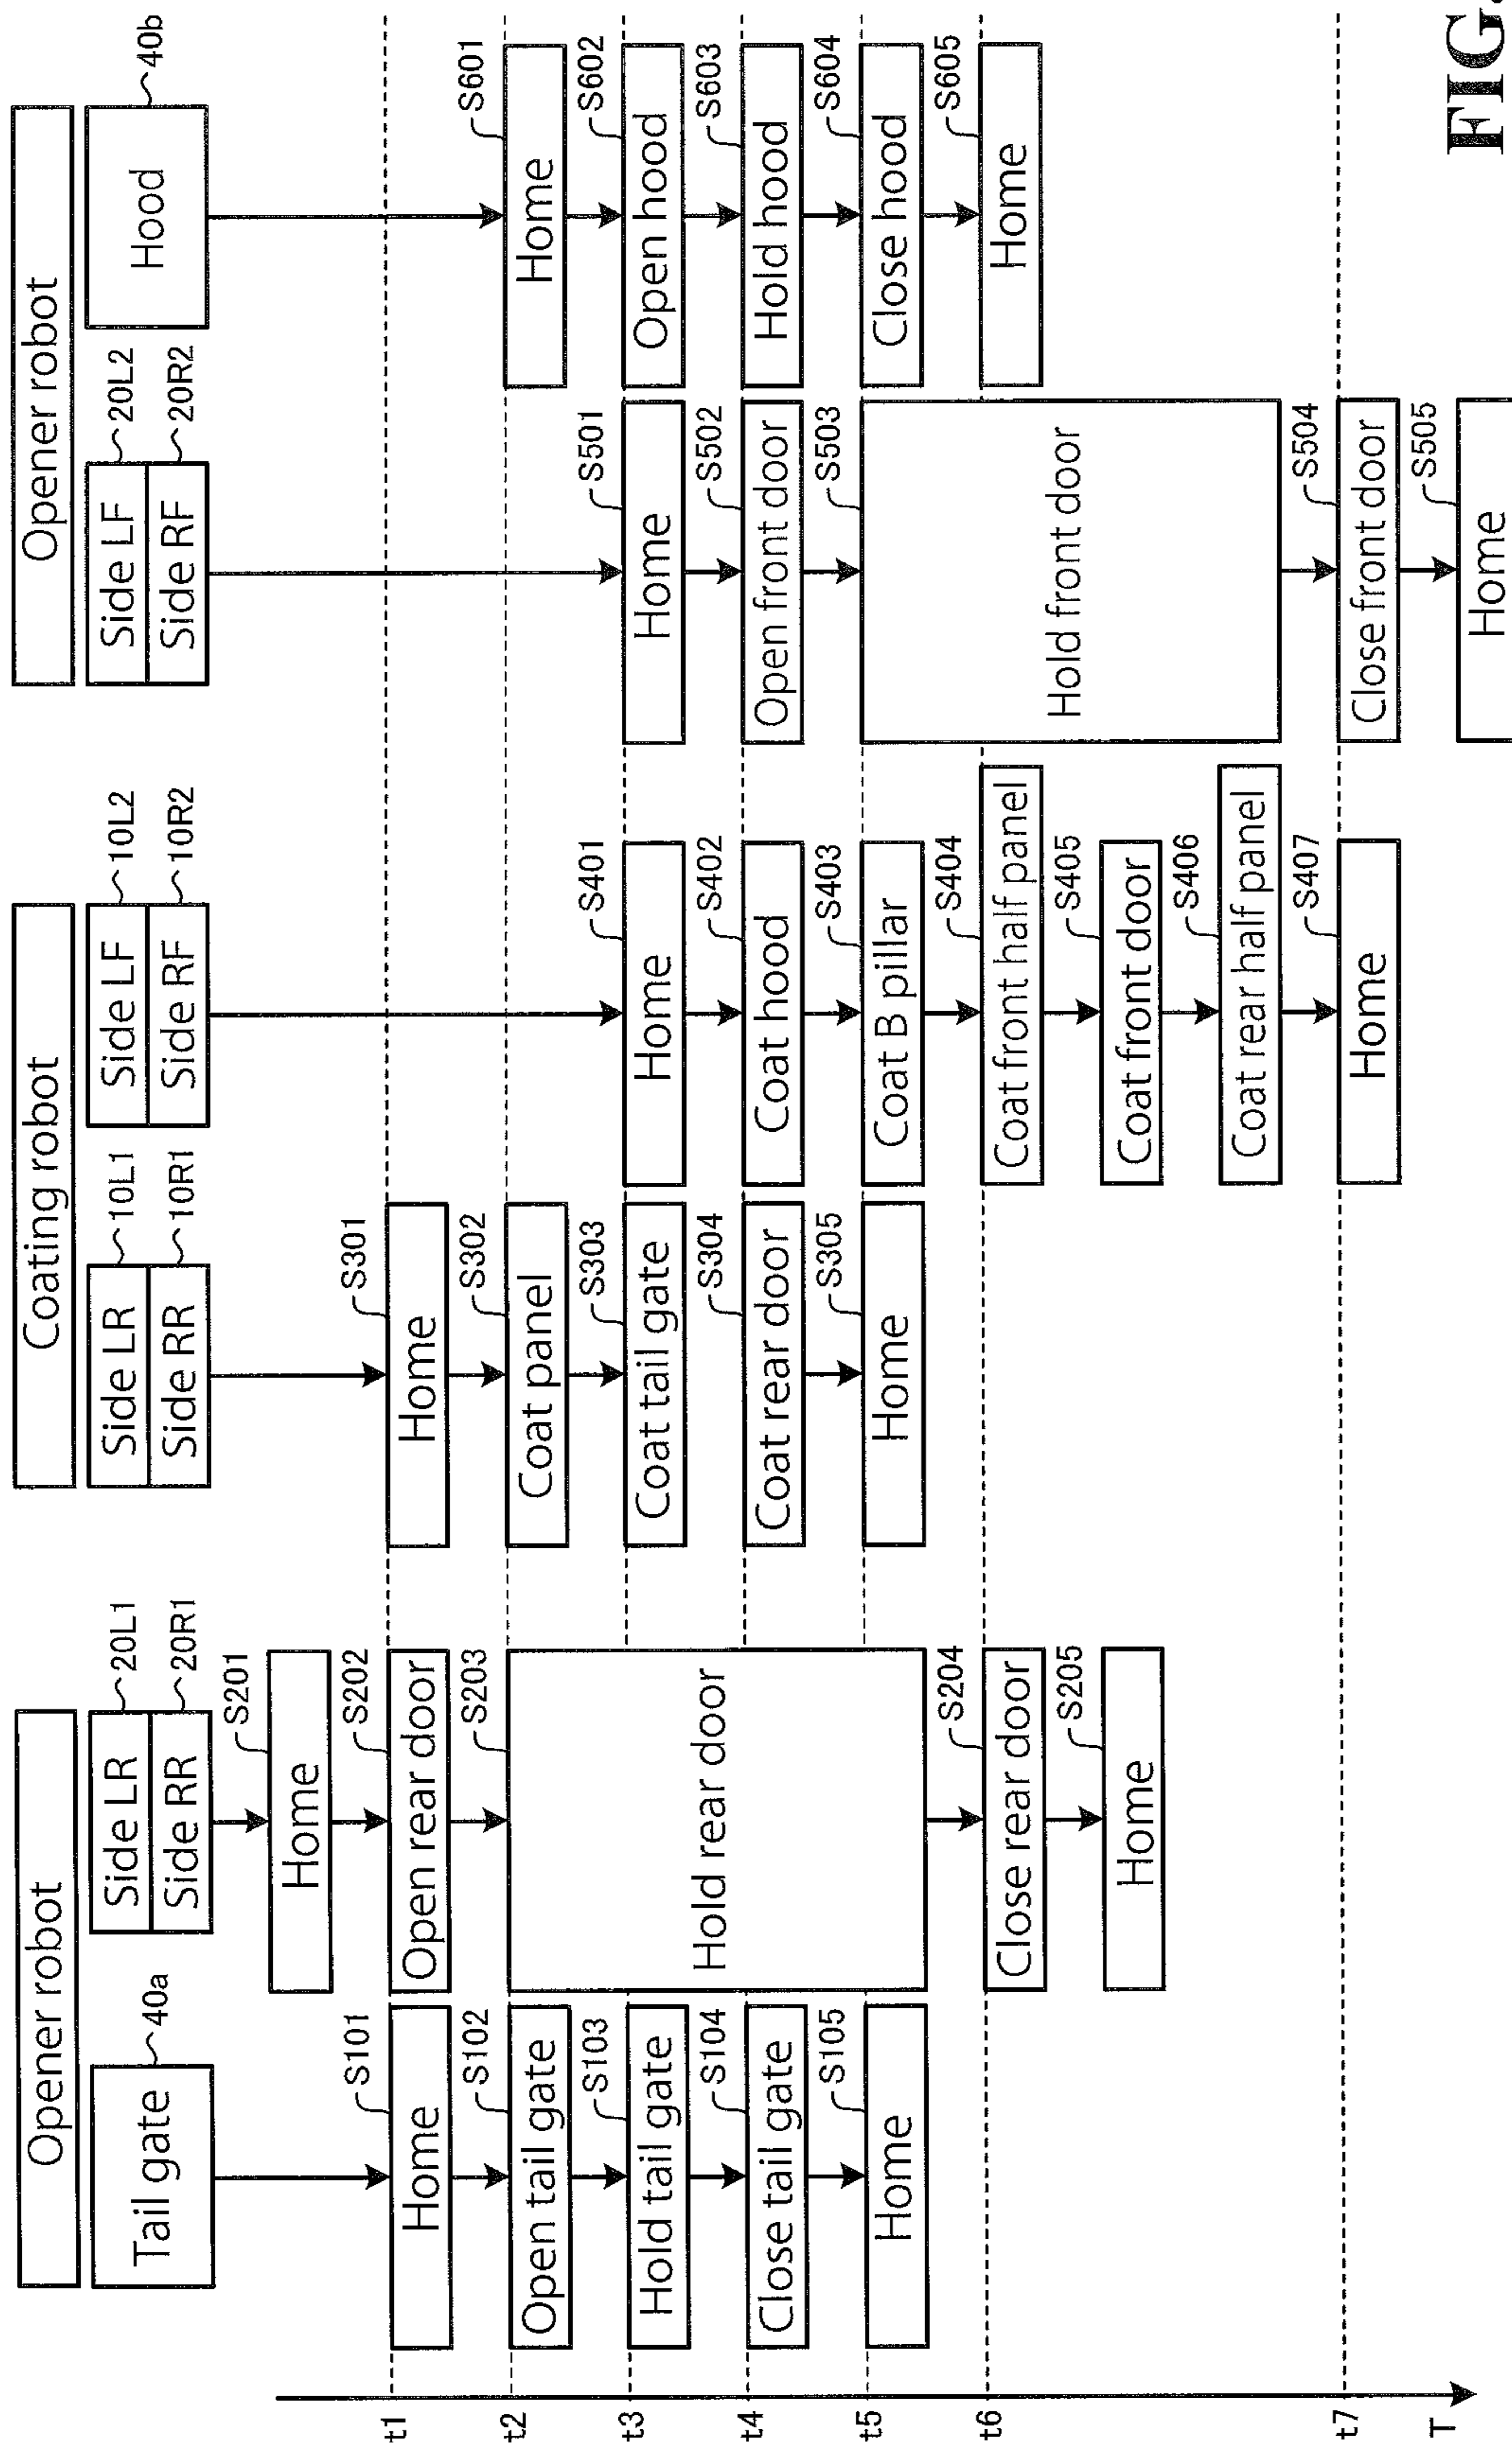 Opener robot
Tail gate
40a
Side LR
Side RR
20L1
20R1
Coating robot
Side LR
Side RR
10L1
10R1
Side LF
Side RF
10L2
10R2
Opener robot
Side LF
Side RF
20L2
20R2
Hood
40b
t1
t2
t3
t4
t5
t6
t7
T
S101
Home
S102
Open tail gate
S103
Hold tail gate
S104
Close tail gate
S105
Home
S201
Home
S202
Open rear door
S203
Hold rear door
S204
Close rear door
S205
Home
S301
Home
S302
Coat panel
S303
Coat tail gate
S304
Coat rear door
S305
Home
S401
Home
S402
Coat hood
S403
Coat B pillar
S404
Coat front half panel
S405
Coat front door
S406
Coat rear half panel
S407
Home
S501
Home
S502
Open front door
S503
Hold front door
S504
Close front door
S505
Home
S601
Home
S602
Open hood
S603
Hold hood
S604
Close hood
S605
Home
FIG.